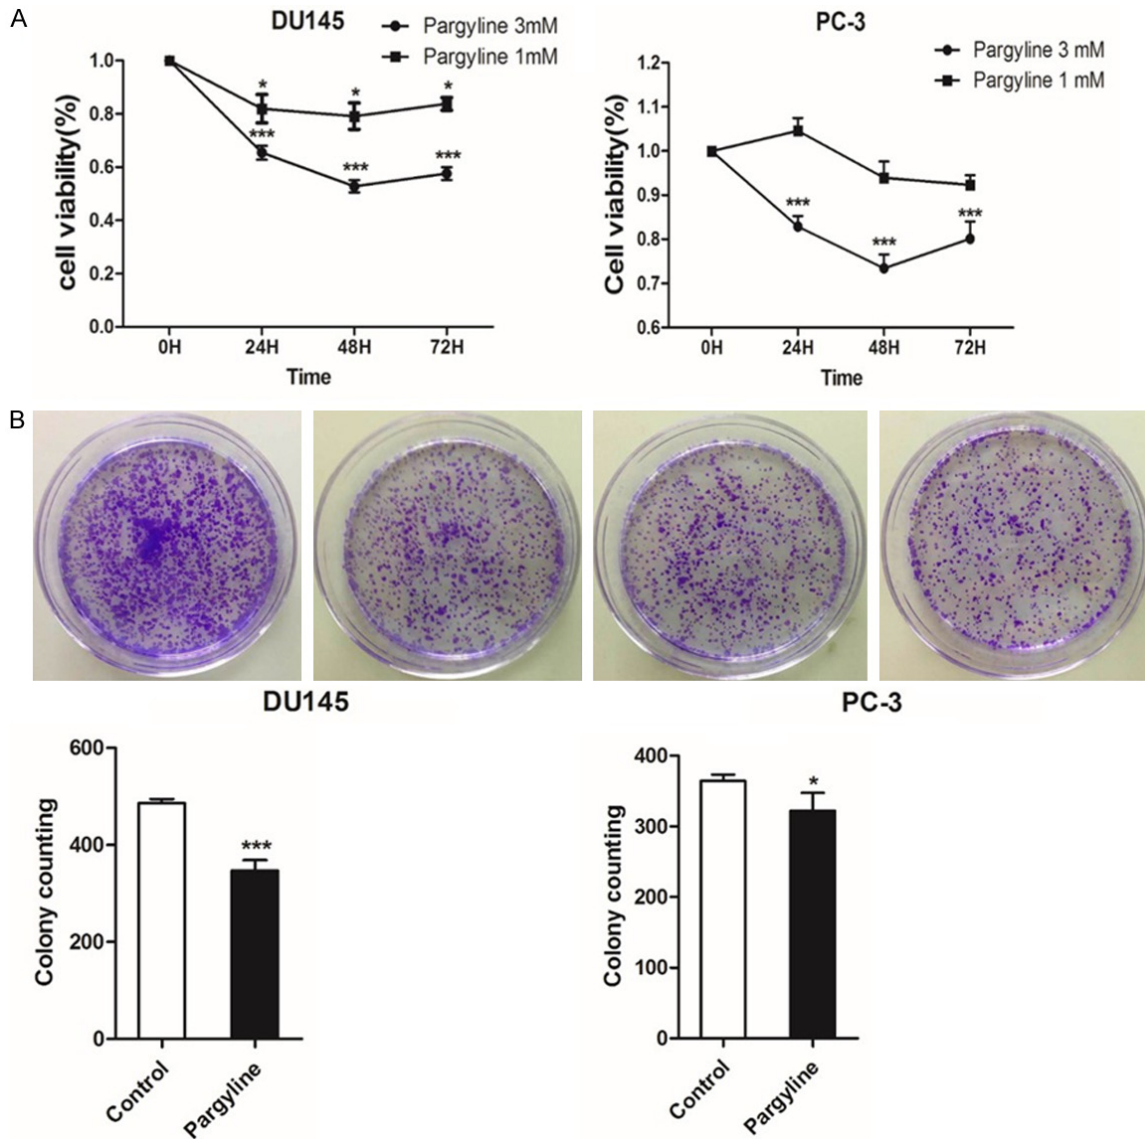 A
DU145
Pargyline 3mM
Pargyline 1mM
cell viability(%)
1.0
0.8
0.6
0.4
0.2
0.0
*
*
*
***
***
***
0H
24H
48H
72H
Time
PC-3
Pargyline 3 mM
Pargyline 1 mM
Cell viability(%)
1.2
1.1
1.0
0.9
0.8
0.7
0.6
***
***
***
0H
24H
48H
72H
Time
B
DU145
Colony counting
600
400
200
0
***
Control
Pargyline
PC-3
Colony counting
400
300
200
100
0
*
Control
Pargyline